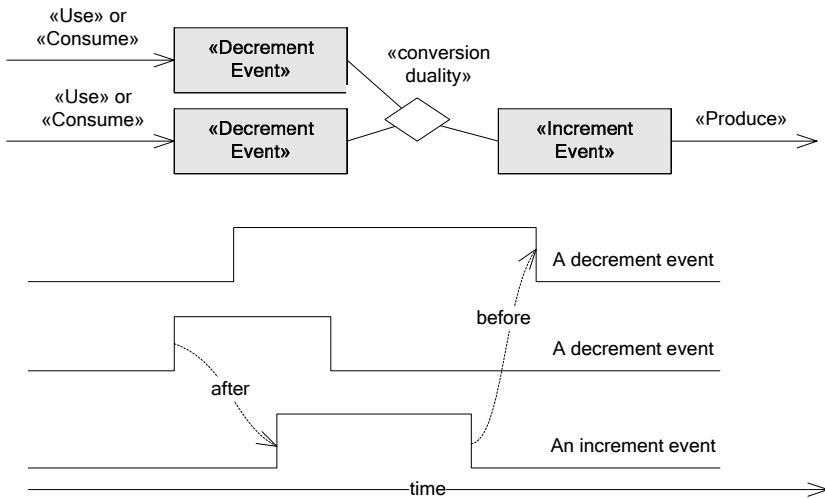 «Use» or
«Consume»
«Decrement
Event»
«conversion
duality»
«Use» or
«Consume»
«Decrement
Event»
«Increment
Event»
«Produce»
A decrement event
before
A decrement event
after
An increment event
time